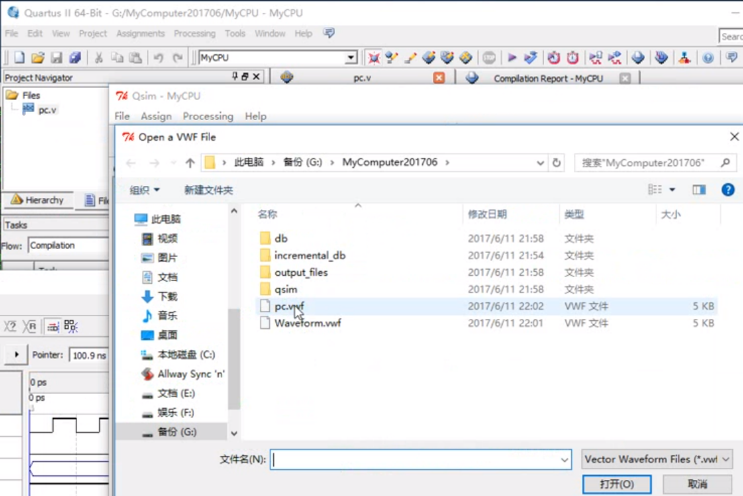 Quartus II 64-Bit - G:/MyComputer201706/MyCPU - MyCPU
File Edit View Project Assignments Processing Tools Window Help
Sear
MyCPU
Project Navigator
pc.v
Compilation Report - MyCPU
Files
pc.v
Hierarchy
File
Tasks
Flow: Compilation
Task
Pointer: 100.9 ns
0 ps
0 ps
Qsim - MyCPU
File Assign Processing Help
Open a VWF File
此电脑 › 备份 (G:) › MyComputer201706 ›
搜索"MyComputer201706"
组织 新建文件夹
名称 修改日期 类型 大小
此电脑
视频
图片
文档
下载
音乐
桌面
本地磁盘 (C:)
Allway Sync 'n'
文档 (E:)
娱乐 (F:)
备份 (G:)
db 2017/6/11 21:58 文件夹
incremental_db 2017/6/11 21:54 文件夹
output_files 2017/6/11 21:58 文件夹
qsim 2017/6/11 21:58 文件夹
pc.vwf 2017/6/11 22:02 VWF 文件 5 KB
Waveform.vwf 2017/6/11 22:01 VWF 文件 5 KB
文件名(N):
Vector Waveform Files (*.vwf
打开(O) 取消